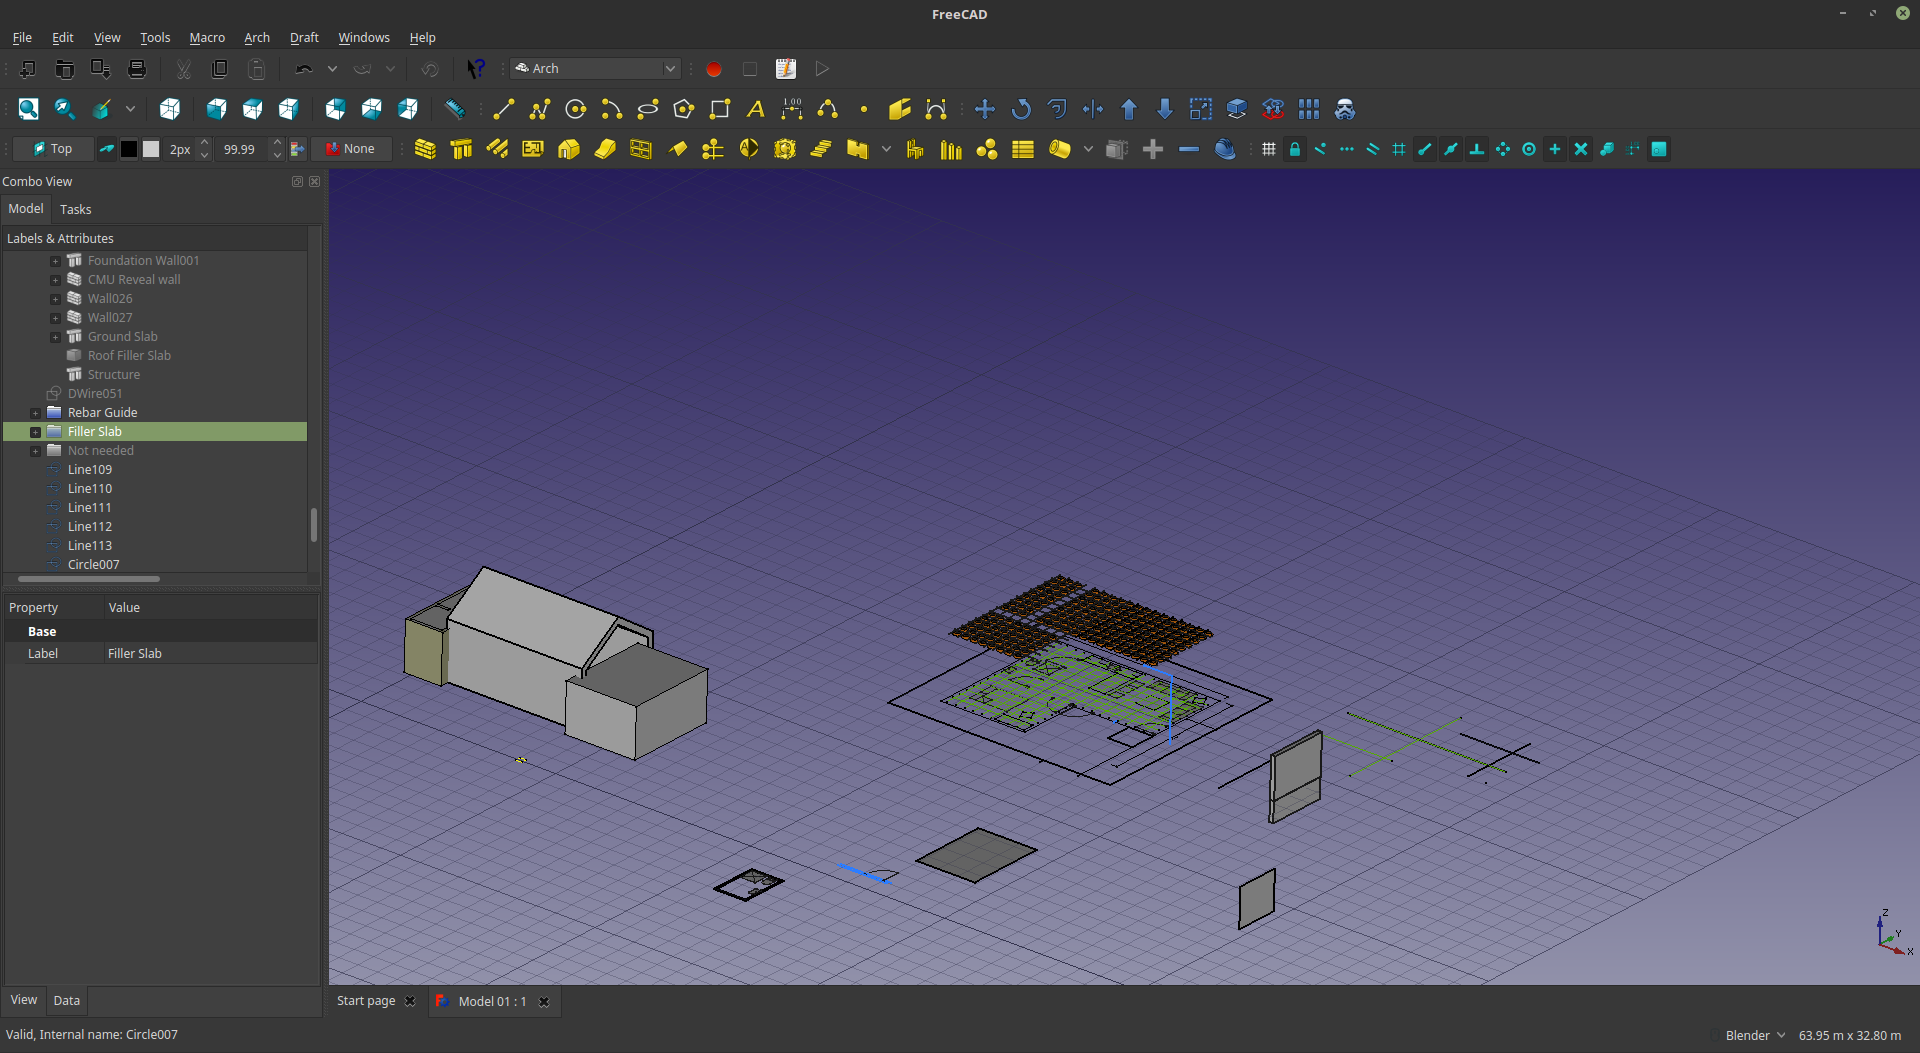 FreeCAD
File Edit View Tools Macro Arch Draft Windows Help
Arch
A 1.00
Top 2px 99.99 None
Combo View
Model Tasks
Labels & Attributes
Foundation Wall001
CMU Reveal wall
Wall026
Wall027
Ground Slab
Roof Filler Slab
Structure
DWire051
Rebar Guide
Filler Slab
Not needed
Line109
Line110
Line111
Line112
Line113
Circle007
Property Value
Base
Label Filler Slab
Z
Y
X
View Data
Start page Model 01 : 1
Valid, Internal name: Circle007
Blender 63.95 m x 32.80 m